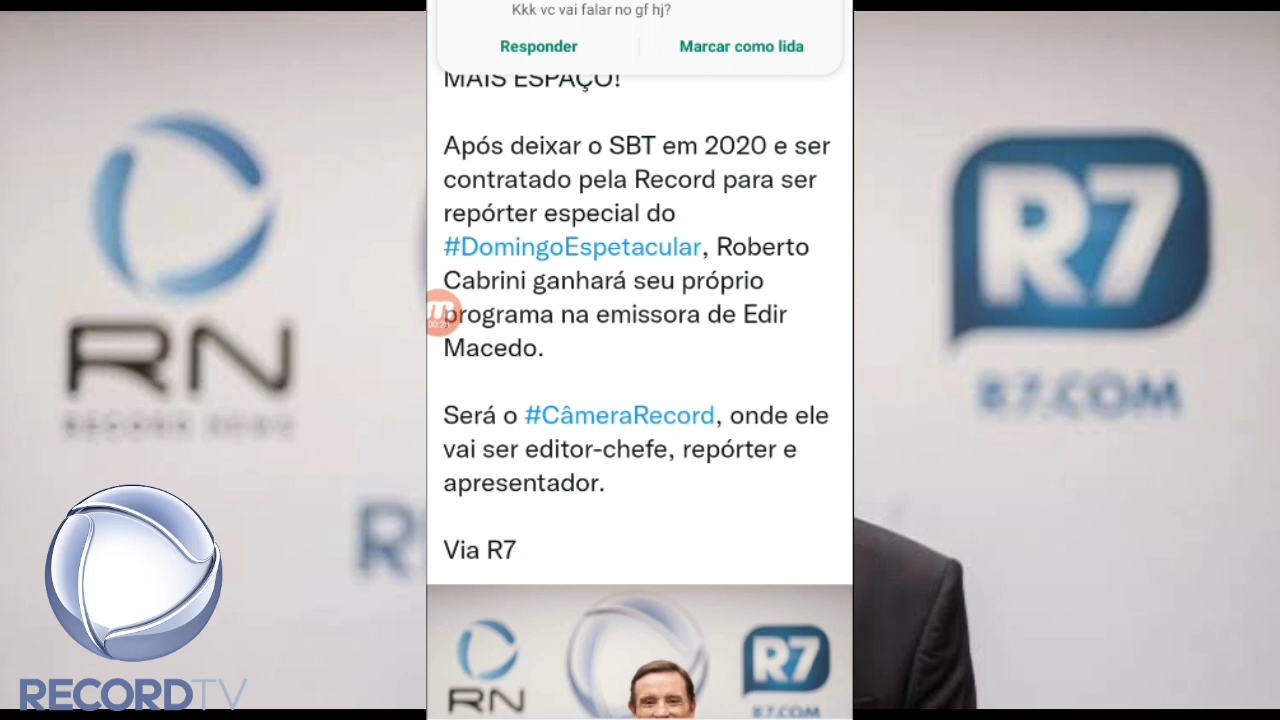 Kkk vc vai falar no gf hj?
Responder
Marcar como lida
MAIS ESPAÇO!
Após deixar o SBT em 2020 e ser
contratado pela Record para ser
repórter especial do
#DomingoEspetacular, Roberto
Cabrini ganhará seu próprio
programa na emissora de Edir
Macedo.
Será o #CâmeraRecord, onde ele
vai ser editor-chefe, repórter e
apresentador.
Via R7
RN
RECORD NEWS
R7
R7.COM
R
RECORDTV
RN
R7
R7.COM